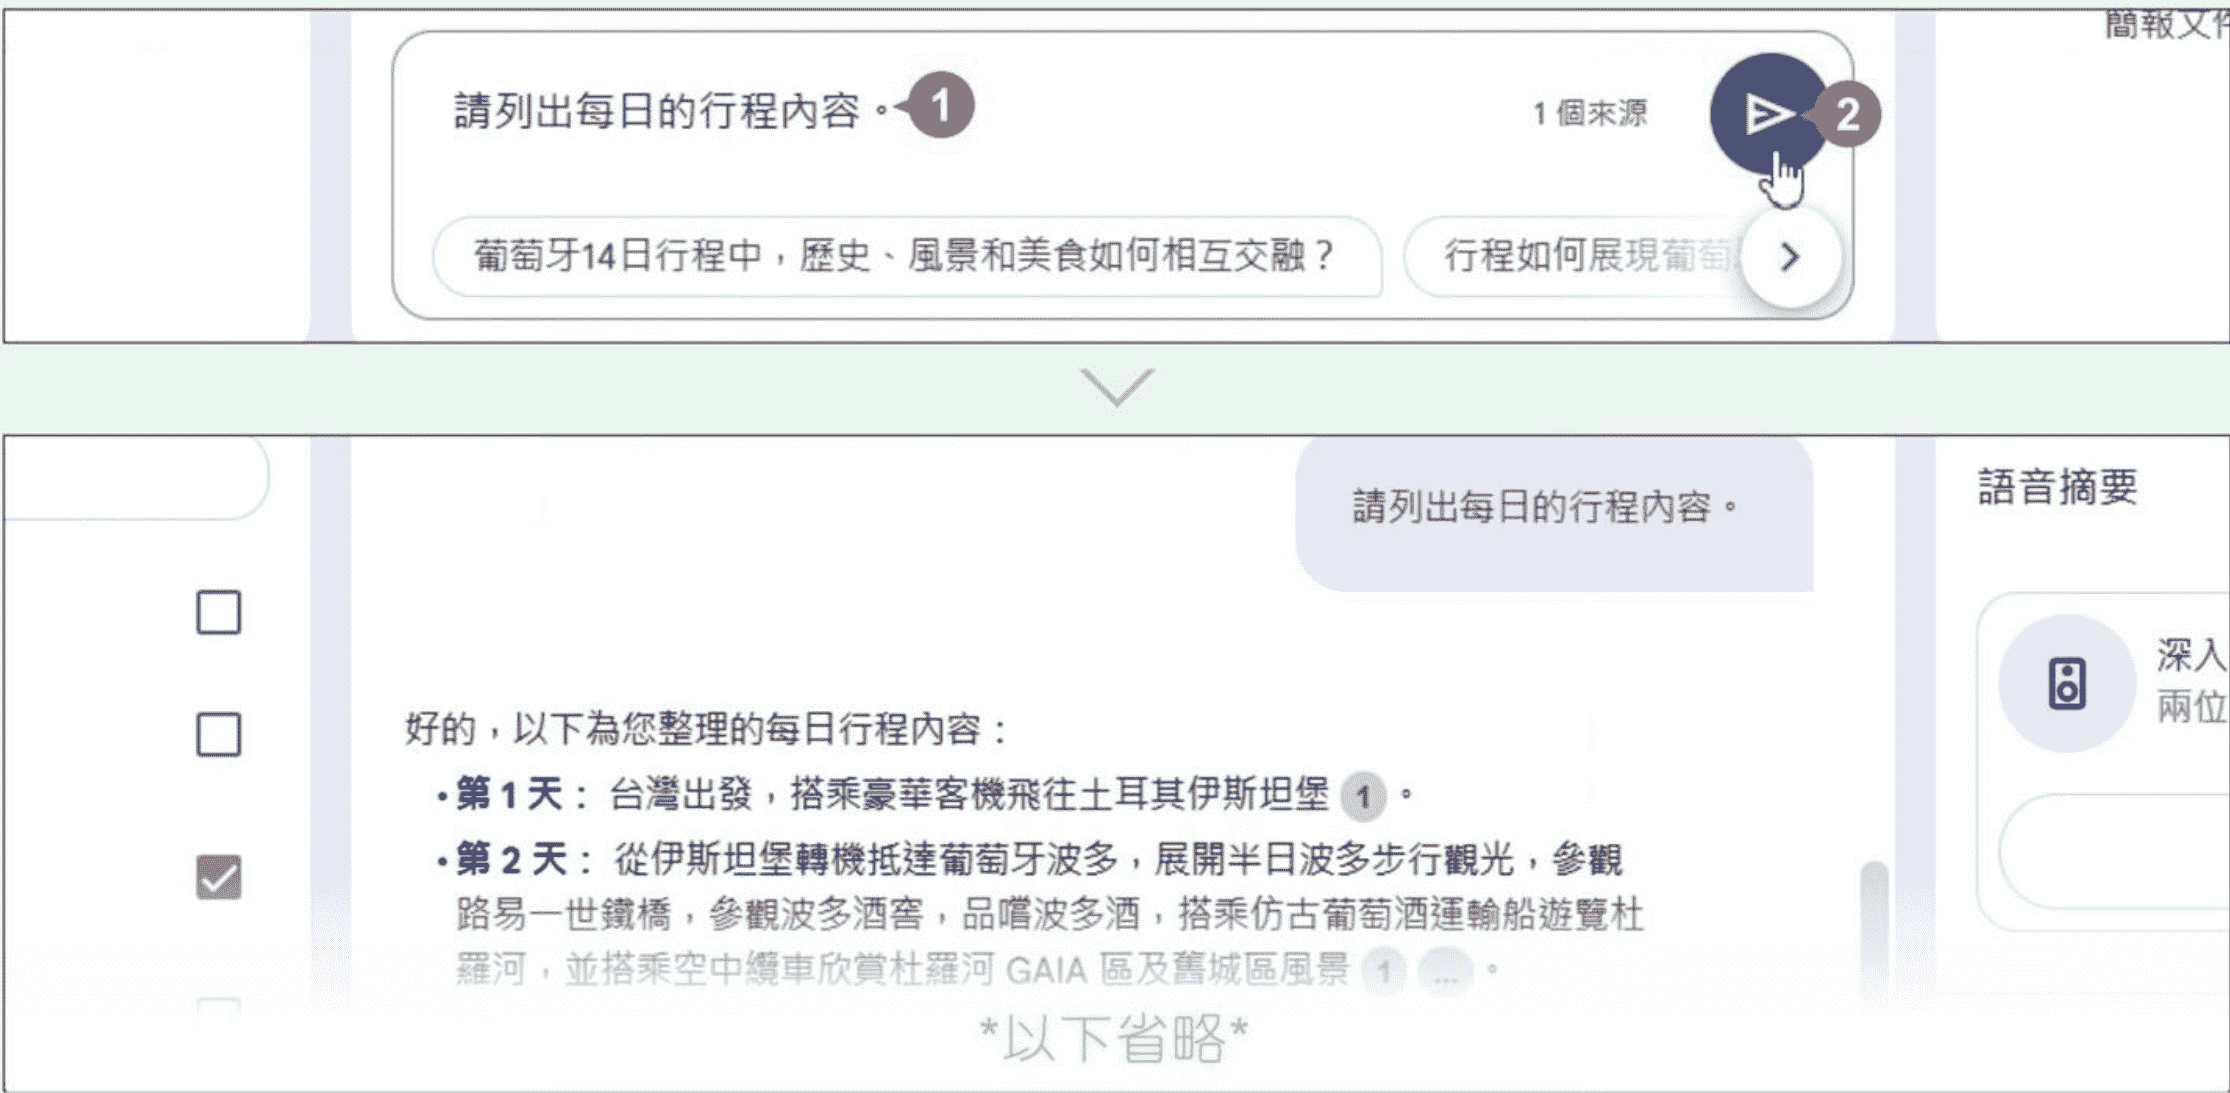 簡報文件
請列出每日的行程內容。
1
1 個來源
2
葡萄牙14日行程中，歷史、風景和美食如何相互交融？
行程如何展現葡萄
請列出每日的行程內容。
語音摘要
深入
兩位
好的，以下為您整理的每日行程內容：
•第 1 天： 台灣出發，搭乘豪華客機飛往土耳其伊斯坦堡 1 。
•第 2 天： 從伊斯坦堡轉機抵達葡萄牙波多，展開半日波多步行觀光，參觀
路易一世鐵橋，參觀波多酒窖，品嚐波多酒，搭乘仿古葡萄酒運輸船遊覽杜
羅河，並搭乘空中纜車欣賞杜羅河 GAIA 區及舊城區風景 1 ... 。
*以下省略*